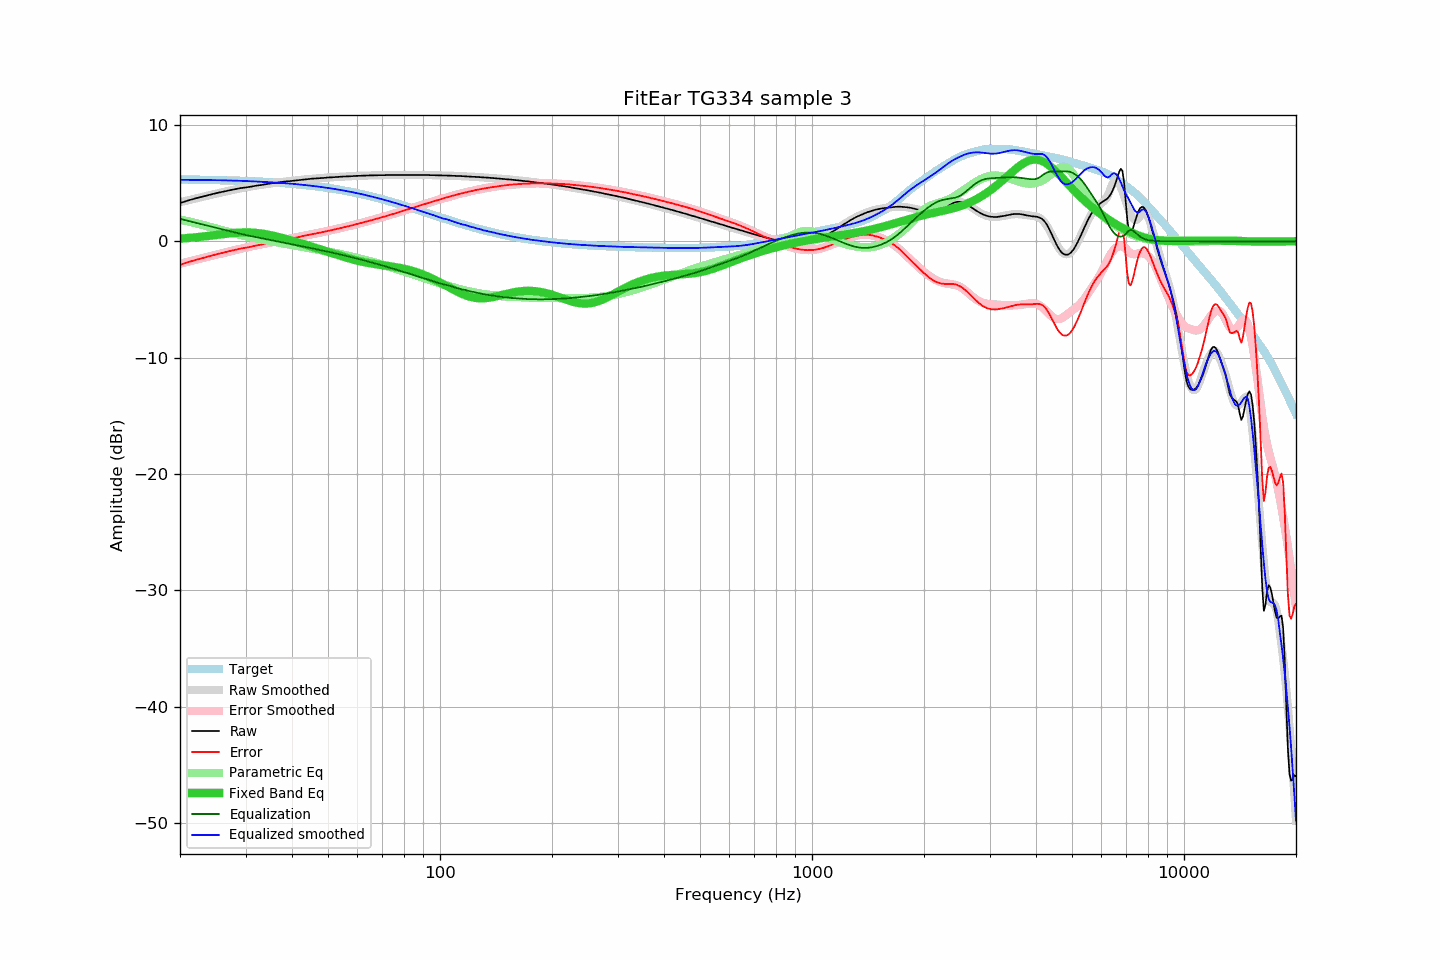 FitEar TG334 sample 3
10
0
−10
−20
−30
−40
−50
Amplitude (dBr)
Target
Raw Smoothed
Error Smoothed
Raw
Error
Parametric Eq
Fixed Band Eq
Equalization
Equalized smoothed
100
1000
10000
Frequency (Hz)